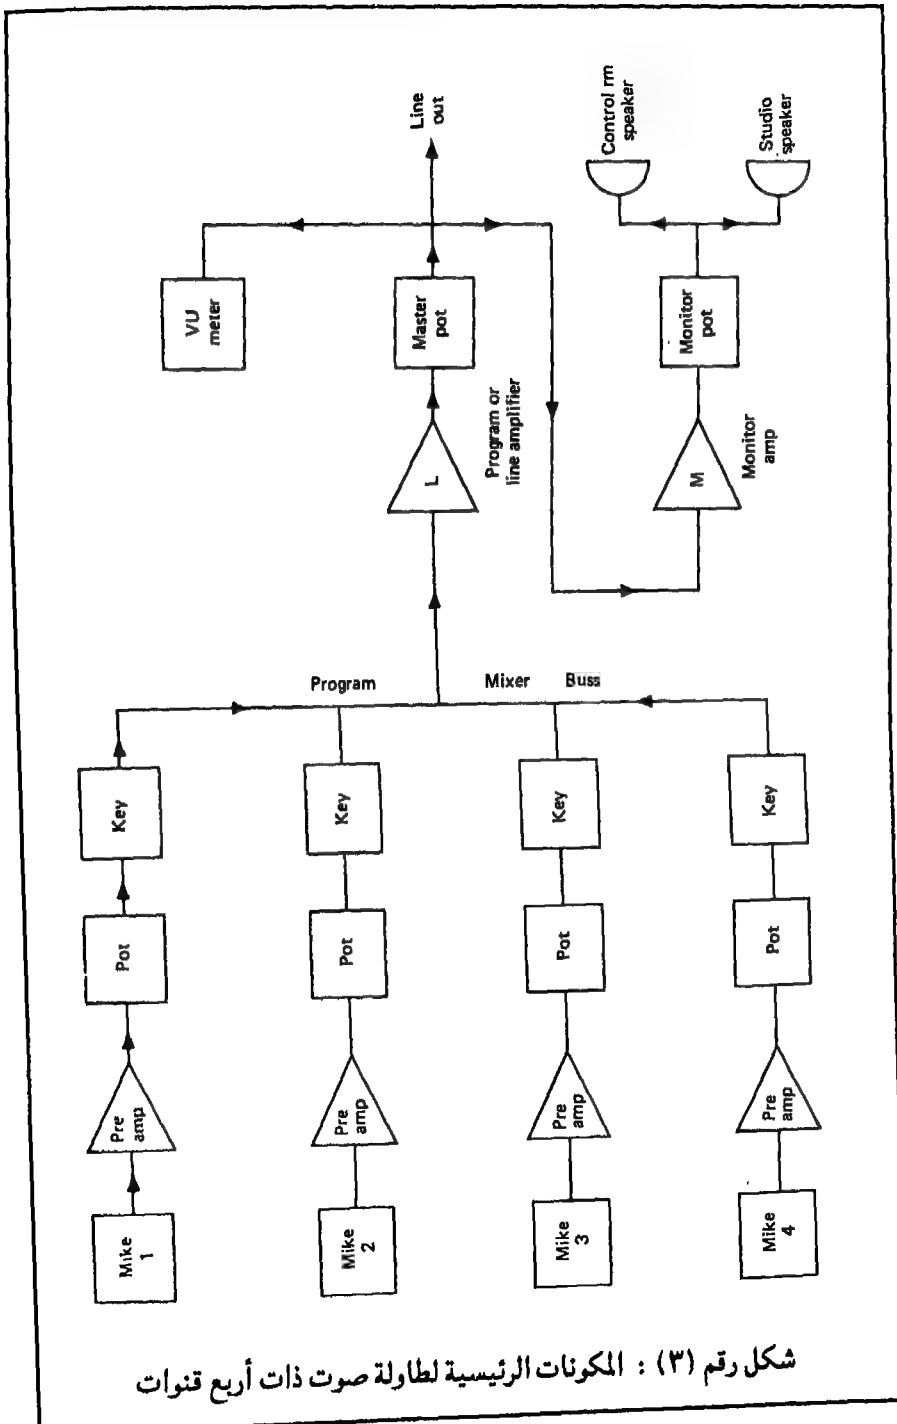 Control rm
speaker
Studio
speaker
Line
out
VU
meter
Master
pot
Monitor
pot
Program or
line amplifier
L
M
Monitor
amp
Program Mixer Buss
Key
Key
Key
Key
Pot
Pot
Pot
Pot
Pre
amp
Pre
amp
Pre
amp
Pre
amp
Mike
1
Mike
2
Mike
3
Mike
4
شكل رقم (٣) : المكونات الرئيسية لطاولة صوت ذات أربع قنوات